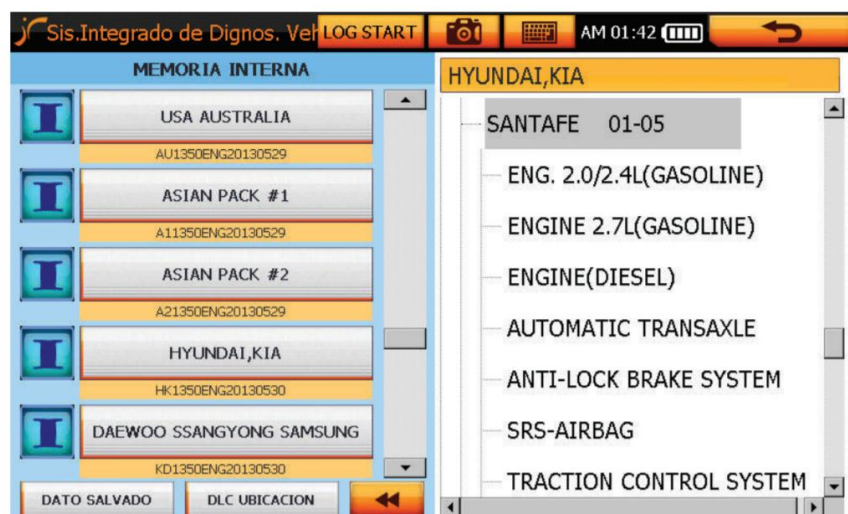 Sis.Integrado de Dignos. Veh
LOG START
AM 01:42
MEMORIA INTERNA
USA AUSTRALIA
AU1350ENG20130529
ASIAN PACK #1
A11350ENG20130529
ASIAN PACK #2
A21350ENG20130529
HYUNDAI,KIA
HK1350ENG20130530
DAEWOO SSANGYONG SAMSUNG
KD1350ENG20130530
DATO SALVADO
DLC UBICACION
HYUNDAI,KIA
SANTAFE 01-05
ENG. 2.0/2.4L(GASOLINE)
ENGINE 2.7L(GASOLINE)
ENGINE(DIESEL)
AUTOMATIC TRANSAXLE
ANTI-LOCK BRAKE SYSTEM
SRS-AIRBAG
TRACTION CONTROL SYSTEM